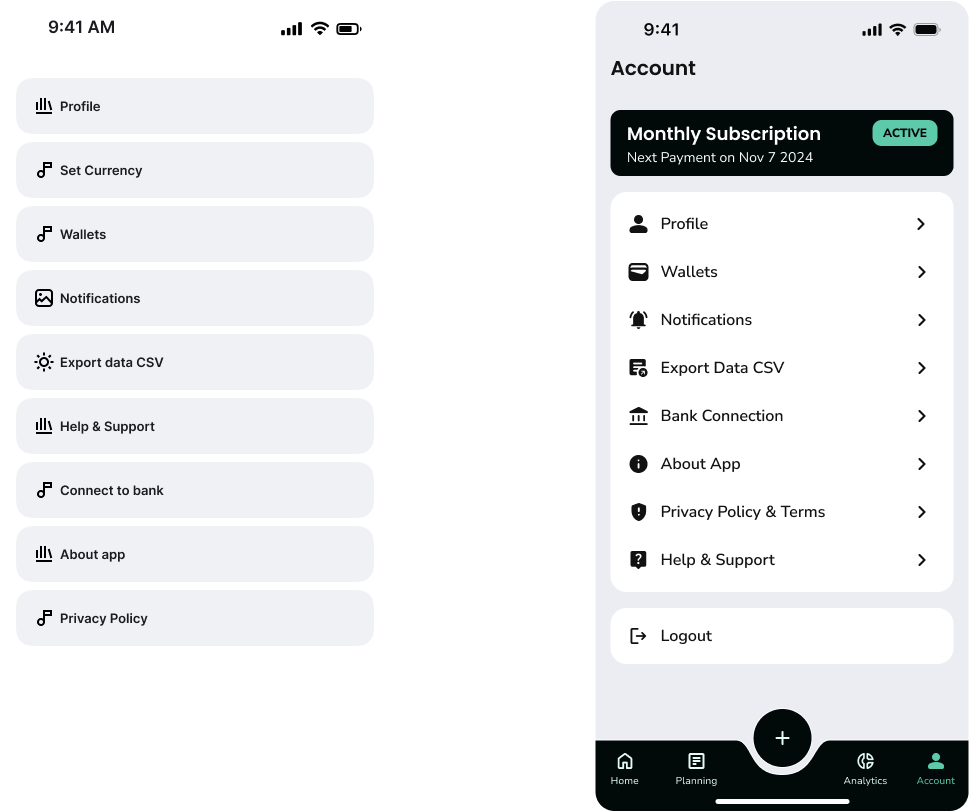 9:41 AM
Profile
Set Currency
Wallets
Notifications
Export data CSV
Help & Support
Connect to bank
About app
Privacy Policy
9:41
Account
Monthly Subscription
ACTIVE
Next Payment on Nov 7 2024
Profile
Wallets
Notifications
Export Data CSV
Bank Connection
About App
Privacy Policy & Terms
Help & Support
Logout
Home
Planning
Analytics
Account